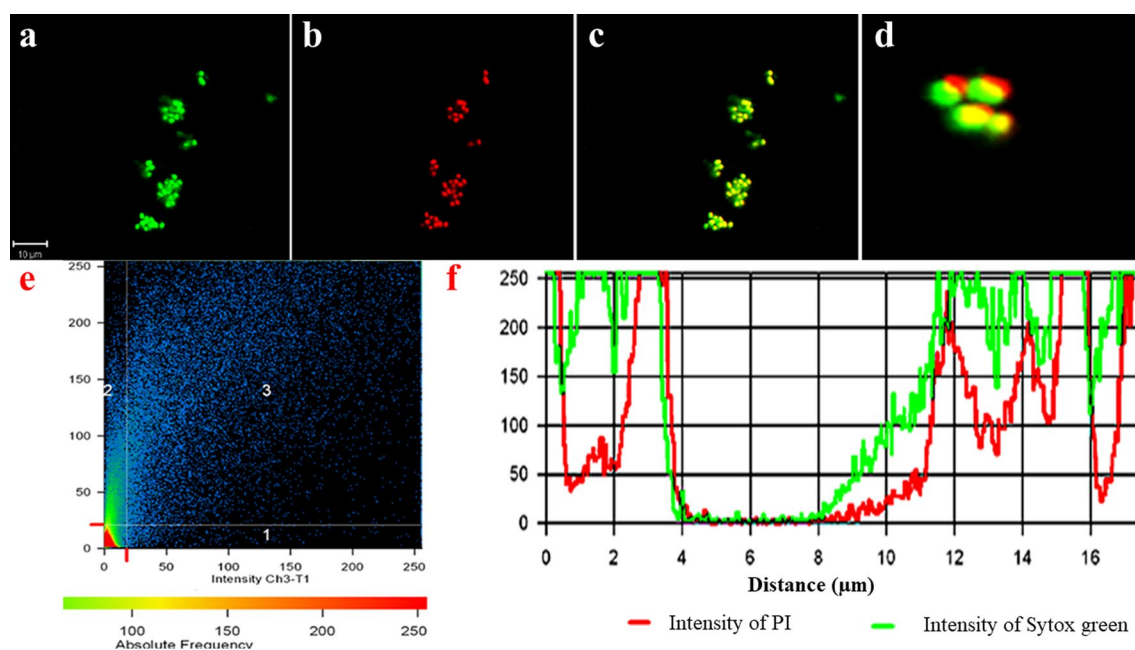 a
b
c
d
10 μm
e
250
200
150
100
50
0
2
3
1
0
50
100
150
200
250
Intensity Ch3-T1
100
150
200
250
Absolute Frequency
f
250
200
150
100
50
0
0
2
4
6
8
10
12
14
16
Distance (μm)
Intensity of PI
Intensity of Sytox green